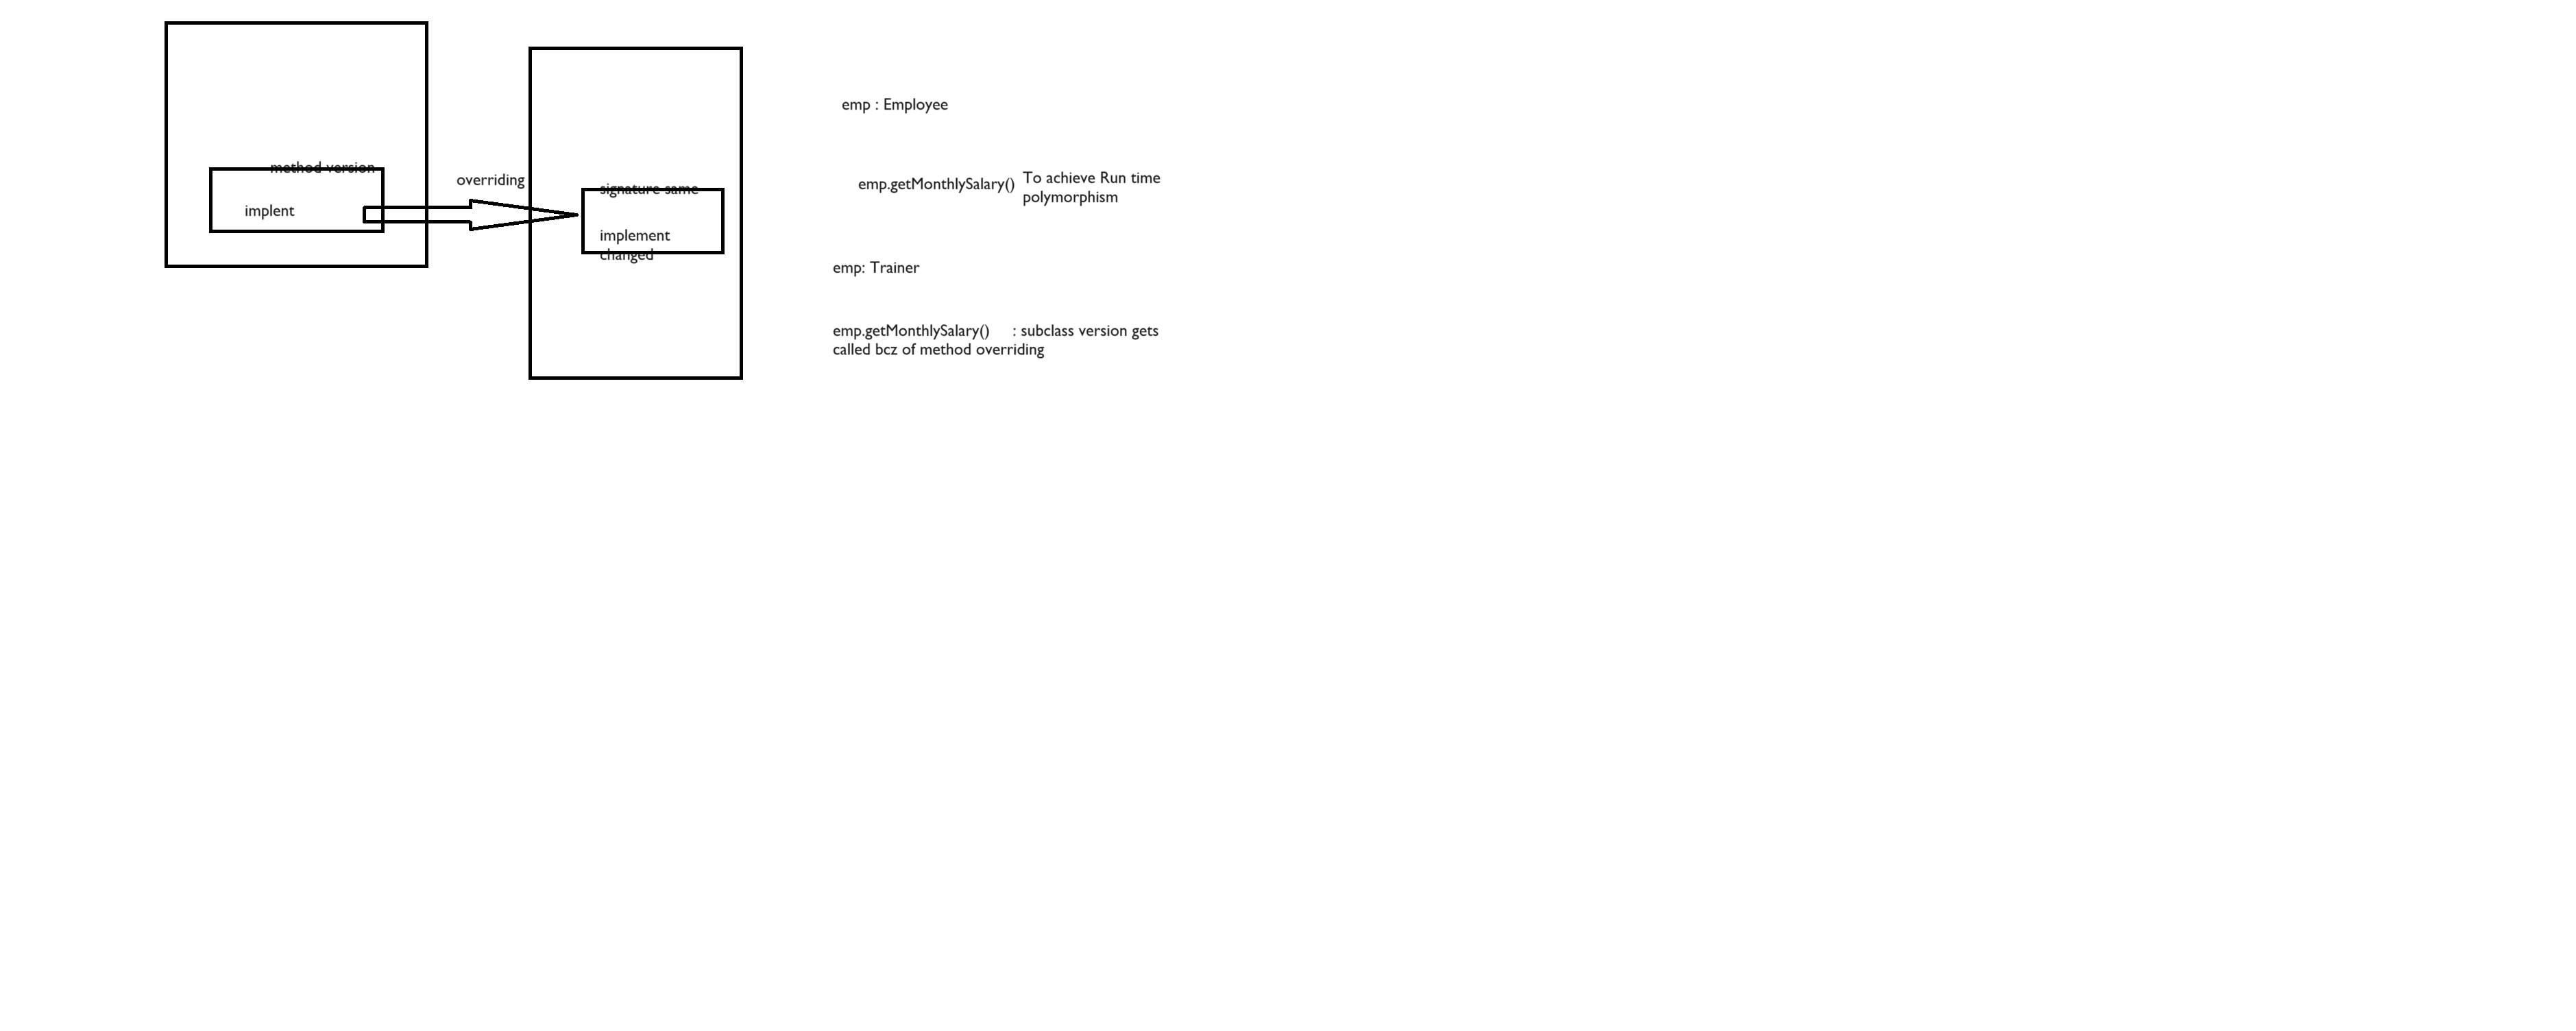 method version
implent
overriding
signature same
implement
changed
emp : Employee
emp.getMonthlySalary()
To achieve Run time
polymorphism
emp: Trainer
emp.getMonthlySalary() : subclass version gets
called bcz of method overriding